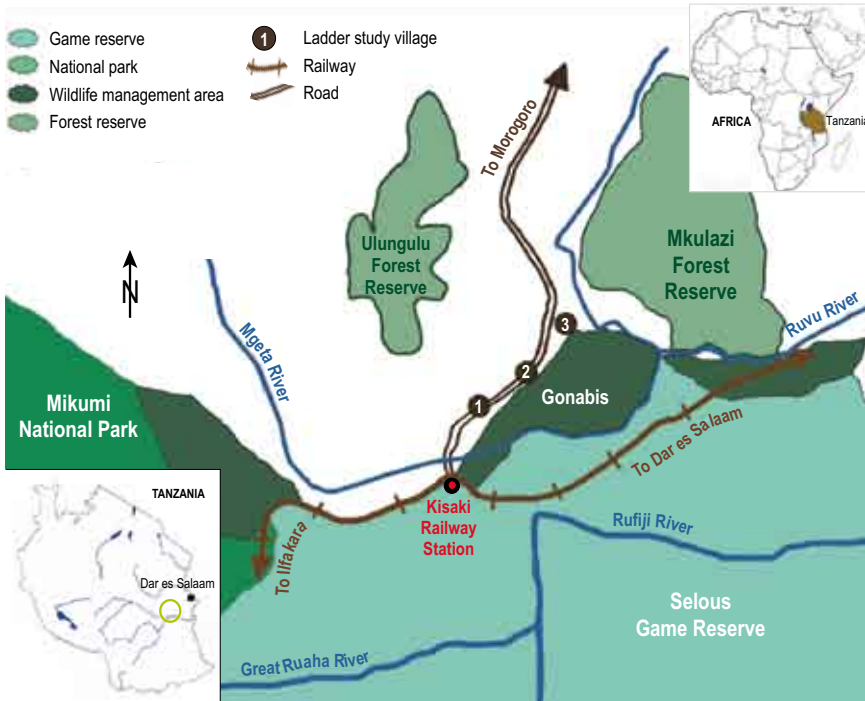 Game reserve
National park
Wildlife management area
Forest reserve
1 Ladder study village
Railway
Road
AFRICA
Tanzania
To Morogoro
Ulungulu
Forest
Reserve
Mkulazi
Forest
Reserve
N
Mgeta River
Ruvu River
3
2
1
Gonabis
Mikumi
National Park
To Dar es Salaam
Kisaki
Railway
Station
To Ilfakara
Rufiji River
TANZANIA
Dar es Salaam
Selous
Game Reserve
Great Ruaha River